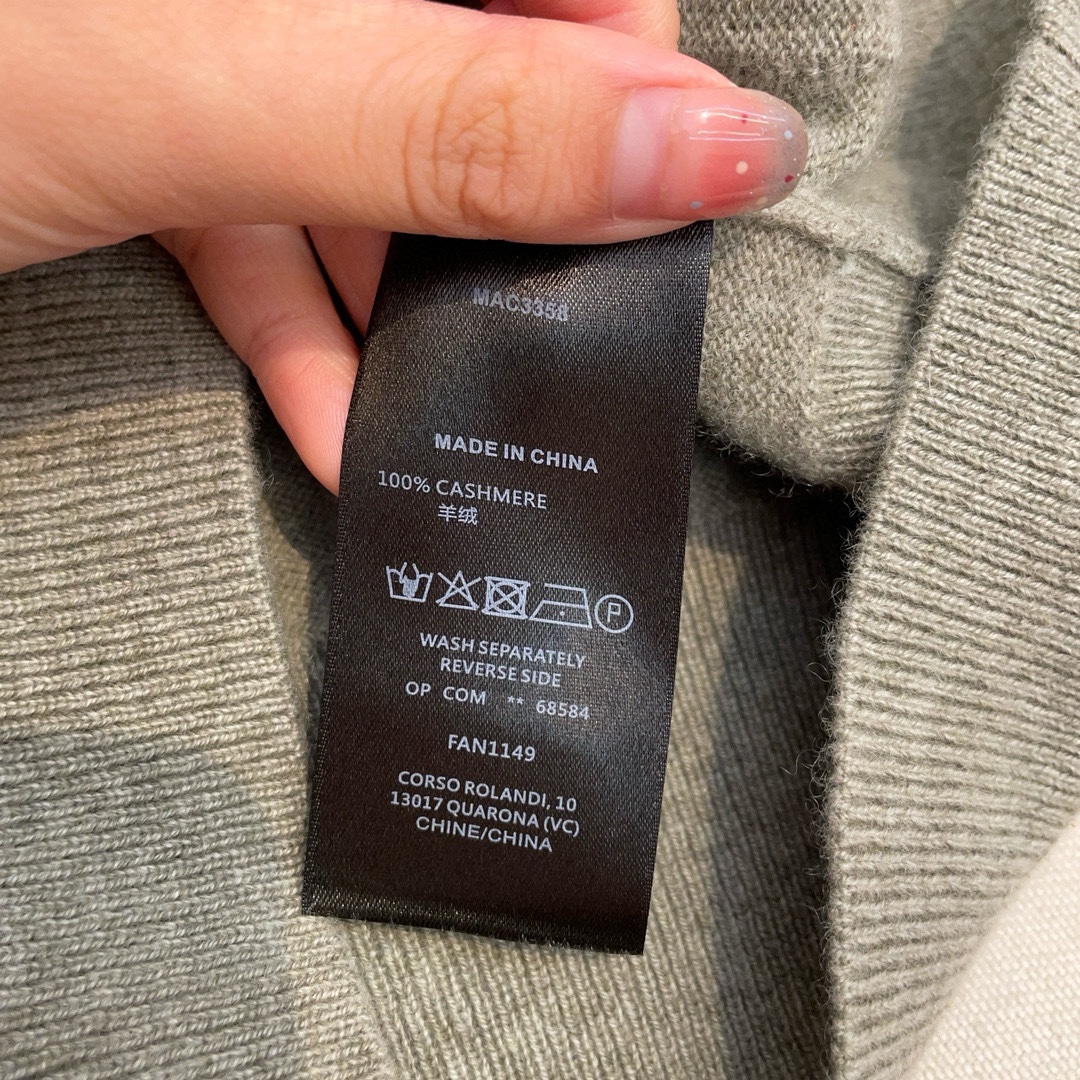 MAC3358
MADE IN CHINA
100% CASHMERE
羊绒
P
WASH SEPARATELY
REVERSE SIDE
OP COM ** 68584
FAN1149
CORSO ROLANDI, 10
13017 QUARONA (VC)
CHINE/CHINA